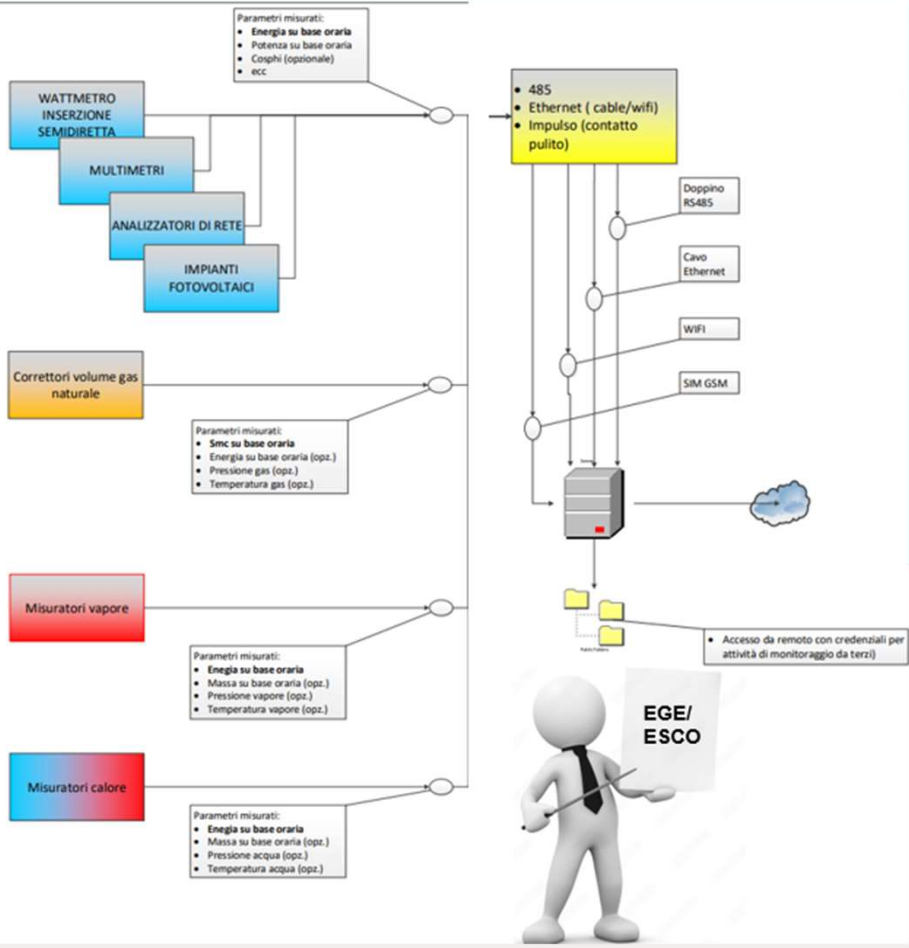 Parametri misurati:
• Energia su base oraria
• Potenza su base oraria
• Cosphi (opzionale)
• ecc
WATTMETRO
INSERZIONE
SEMIDIRETTA
MULTIMETRI
ANALIZZATORI DI RETE
IMPIANTI
FOTOVOLTAICI
• 485
• Ethernet ( cable/wifi)
• Impulso (contatto
pulito)
Doppino
RS485
Cavo
Ethernet
WIFI
SIM GSM
Correttori volume gas
naturale
Parametri misurati:
• Smc su base oraria
• Energia su base oraria (opz.)
• Pressione gas (opz.)
• Temperatura gas (opz.)
Misuratori vapore
Parametri misurati:
• Enegia su base oraria
• Massa su base oraria (opz.)
• Pressione vapore (opz.)
• Temperatura vapore (opz.)
• Accesso da remoto con credenziali per
attività di monitoraggio da terzi)
EGE/
ESCO
Misuratori calore
Parametri misurati:
• Enegia su base oraria
• Massa su base oraria (opz.)
• Pressione acqua (opz.)
• Temperatura acqua (opz.)